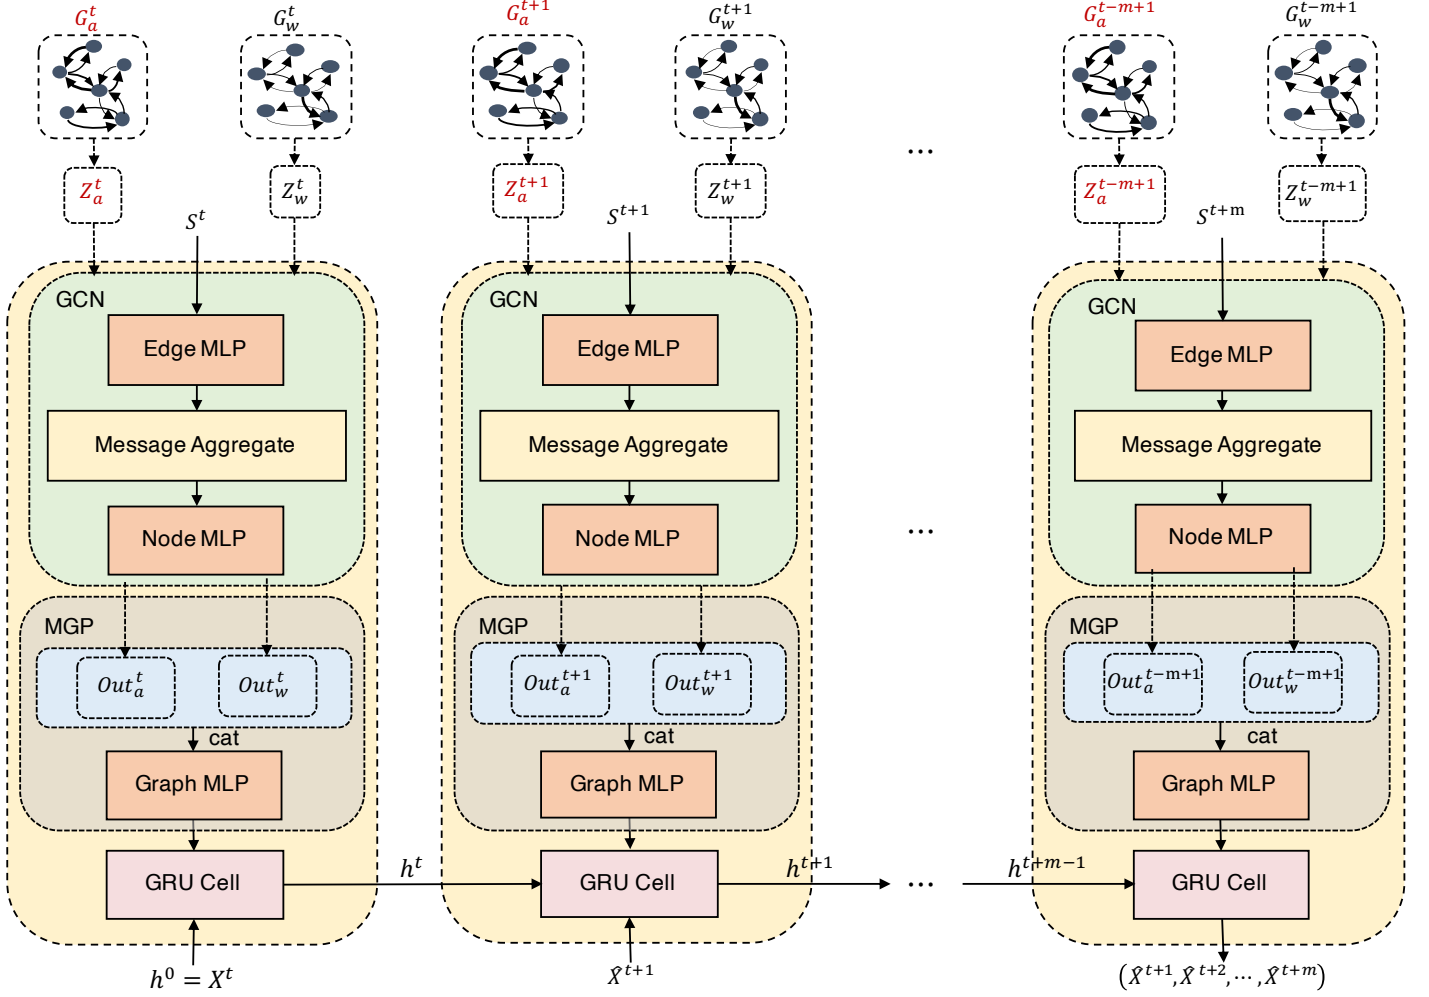 G_a^t G_w^t G_a^{t+1} G_w^{t+1} G_a^{t−m+1} G_w^{t−m+1}
...
Z_a^t Z_w^t Z_a^{t+1} Z_w^{t+1} Z_a^{t−m+1} Z_w^{t−m+1}
S^t S^{t+1} S^{t+m}
GCN GCN GCN
Edge MLP Edge MLP Edge MLP
Message Aggregate Message Aggregate Message Aggregate
Node MLP Node MLP ... Node MLP
MGP MGP MGP
Out_a^t Out_w^t Out_a^{t+1} Out_w^{t+1} Out_a^{t−m+1} Out_w^{t−m+1}
cat cat cat
Graph MLP Graph MLP Graph MLP
GRU Cell h^t GRU Cell h^{t+1} ... h^{t+m−1} GRU Cell
h^0 = X^t X̂^{t+1} (X̂^{t+1}, X̂^{t+2}, ⋯ , X̂^{t+m})